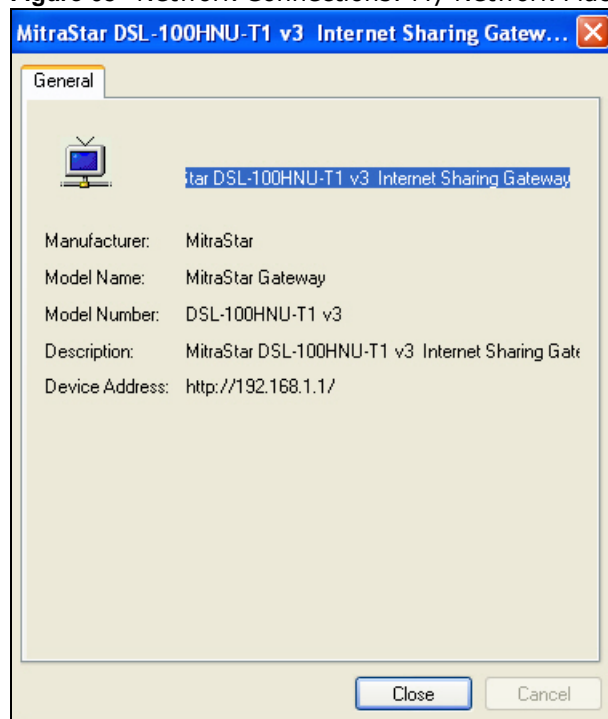 MitraStar DSL-100HNU-T1 v3 Internet Sharing Gatew...
General
tar DSL-100HNU-T1 v3 Internet Sharing Gateway
Manufacturer: MitraStar
Model Name: MitraStar Gateway
Model Number: DSL-100HNU-T1 v3
Description: MitraStar DSL-100HNU-T1 v3 Internet Sharing Gate
Device Address: http://192.168.1.1/
Close Cancel